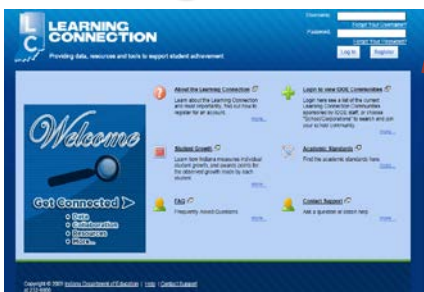 LEARNING
CONNECTION
Providing data, resources and tools to support student achievement
Username:
Forgot Your Username?
Password:
Forgot Your Password?
Log In
Register
Welcome
Get Connected >
• Data
• Collaboration
• Resources
• More...
About the Learning Connection
Learn about the Learning Connection
and most importantly, find out how to
register for an account.
more...
Login to view IDOE Communities
Login here see a list of the current
Learning Connection Communities
sponsored by IDOE staff, or choose
"School/Corporations" to search and join
your school community.
more...
Student Growth
Learn how Indiana measures individual
student growth, and awards points for
the observed growth made by each
student.
more...
Academic Standards
Find the academic standards here.
more...
FAQ
Frequently Asked Questions
more...
Contact Support
Ask a question or obtain help.
more...
Copyright © 2009 Indiana Department of Education | Help | Contact Support